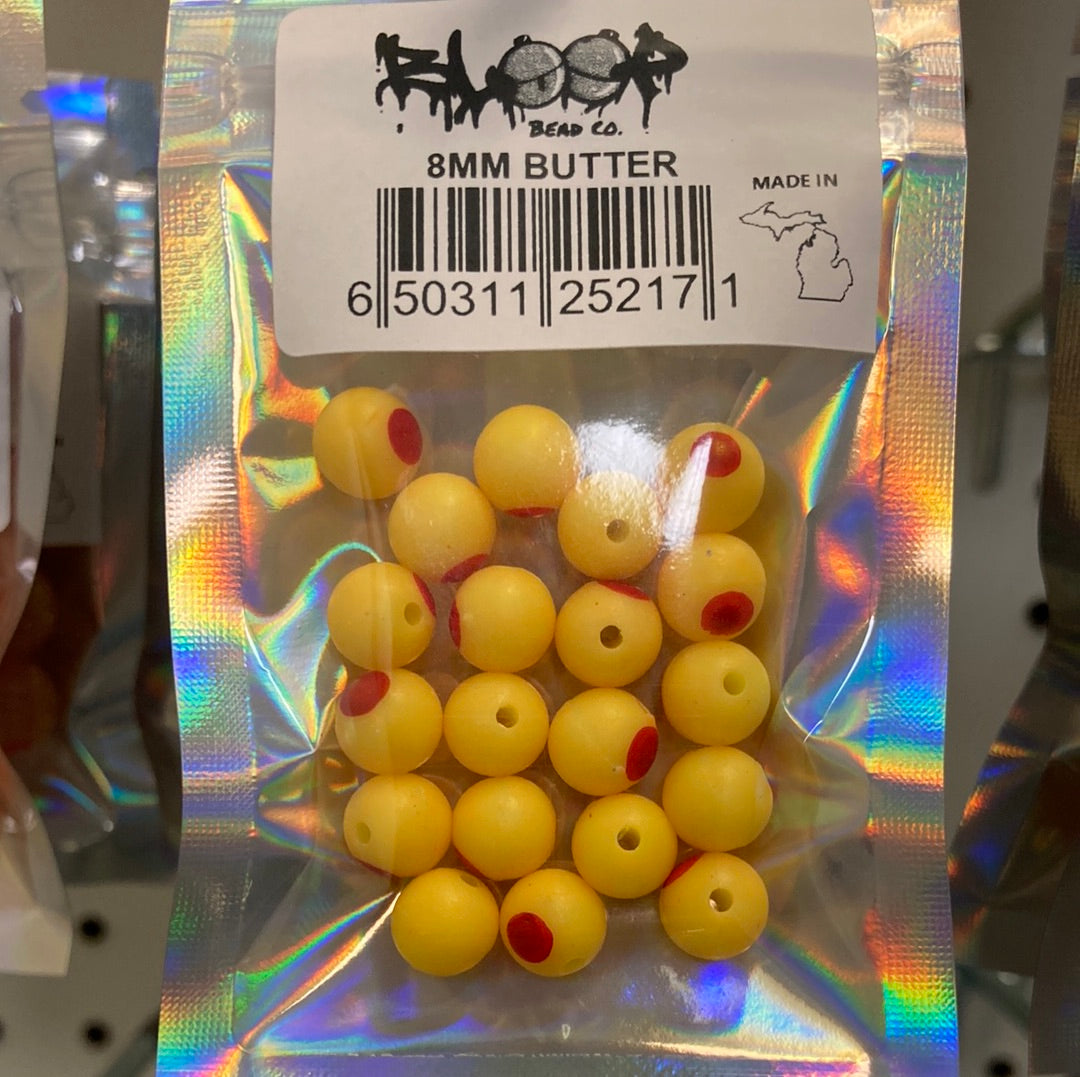 BLOOP
BEAD CO.
8MM BUTTER
MADE IN
6 50311 25217 1